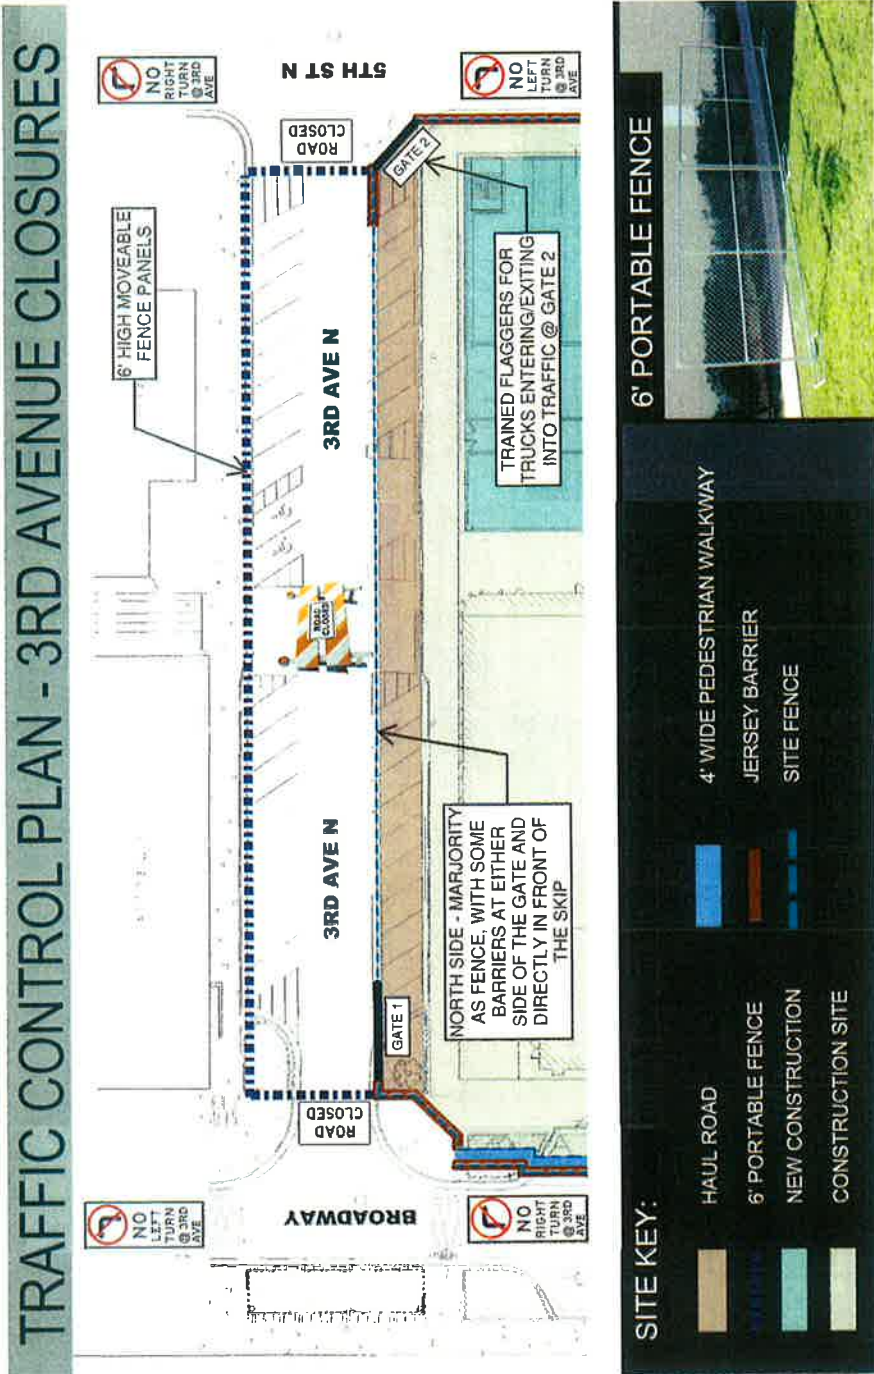 TRAFFIC CONTROL PLAN - 3RD AVENUE CLOSURES
NO
LEFT
TURN
@ 3RD
AVE
6' HIGH MOVEABLE
FENCE PANELS
NO
RIGHT
TURN
@ 3RD
AVE
BROADWAY
ROAD
CLOSED
3RD AVE N
ROAD
CLOSED
3RD AVE N
ROAD
CLOSED
5TH ST N
NO
RIGHT
TURN
@ 3RD
AVE
GATE 1
NORTH SIDE - MARJORITY
AS FENCE, WITH SOME
BARRIERS AT EITHER
SIDE OF THE GATE AND
DIRECTLY IN FRONT OF
THE SKIP
TRAINED FLAGGERS FOR
TRUCKS ENTERING/EXITING
INTO TRAFFIC @ GATE 2
GATE 2
NO
LEFT
TURN
@ 3RD
AVE
SITE KEY:
HAUL ROAD
6' PORTABLE FENCE
NEW CONSTRUCTION
CONSTRUCTION SITE
4' WIDE PEDESTRIAN WALKWAY
JERSEY BARRIER
SITE FENCE
6' PORTABLE FENCE